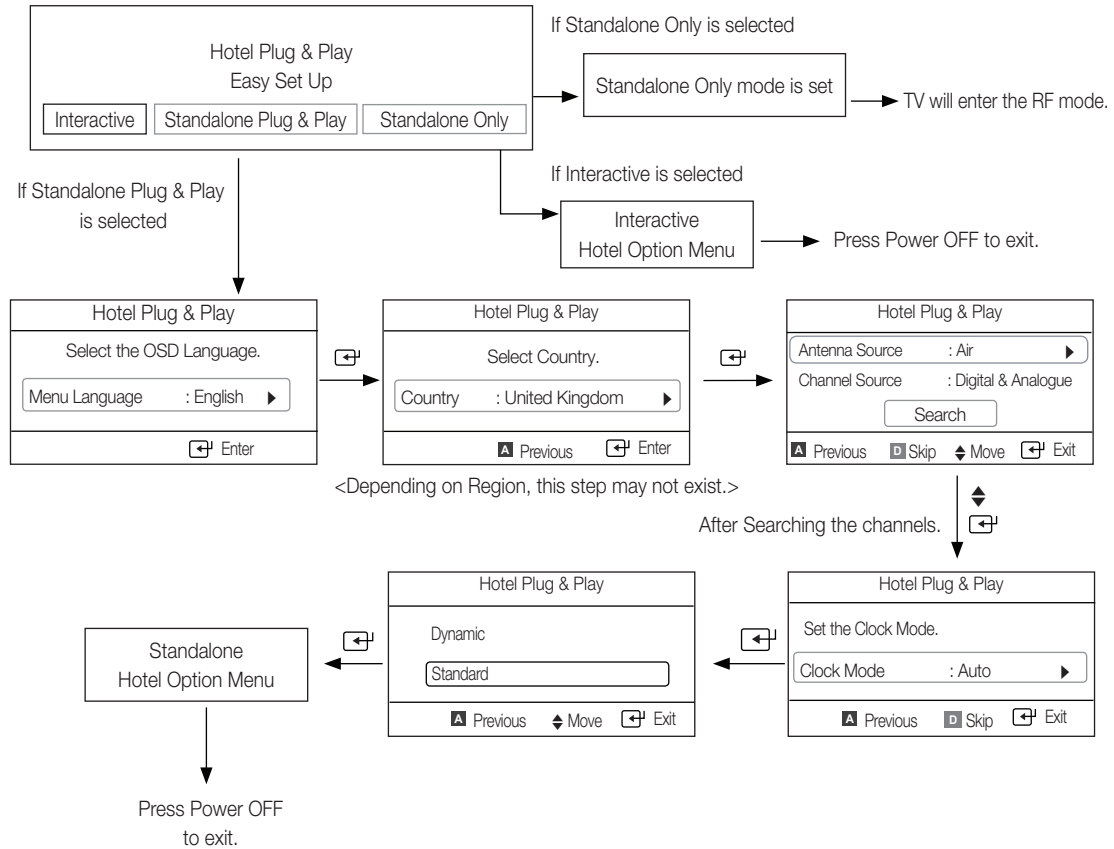 Hotel Plug & Play
Easy Set Up
Interactive
Standalone Plug & Play
Standalone Only
If Standalone Only is selected
Standalone Only mode is set
TV will enter the RF mode.
If Interactive is selected
Interactive
Hotel Option Menu
Press Power OFF to exit.
If Standalone Plug & Play
is selected
Hotel Plug & Play
Select the OSD Language.
Menu Language : English
Enter
Hotel Plug & Play
Select Country.
Country : United Kingdom
A Previous Enter
<Depending on Region, this step may not exist.>
Hotel Plug & Play
Antenna Source : Air
Channel Source : Digital & Analogue
Search
A Previous D Skip Move Exit
After Searching the channels.
Hotel Plug & Play
Set the Clock Mode.
Clock Mode : Auto
A Previous D Skip Exit
Hotel Plug & Play
Dynamic
Standard
A Previous Move Exit
Standalone
Hotel Option Menu
Press Power OFF
to exit.